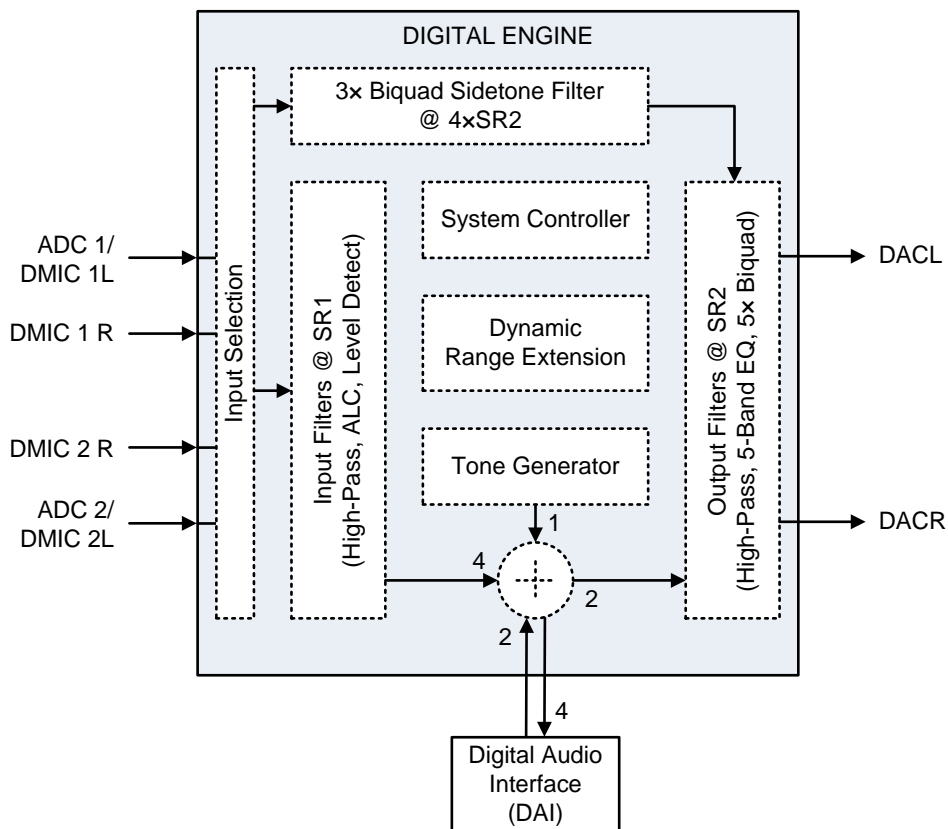 DIGITAL ENGINE
3× Biquad Sidetone Filter
@ 4×SR2
System Controller
Dynamic
Range Extension
Tone Generator
ADC 1/
DMIC 1L
DMIC 1 R
DMIC 2 R
ADC 2/
DMIC 2L
Input Selection
Input Filters @ SR1
(High-Pass, ALC, Level Detect)
Output Filters @ SR2
(High-Pass, 5-Band EQ, 5× Biquad)
DACL
DACR
1
4
2
2
4
Digital Audio
Interface
(DAI)